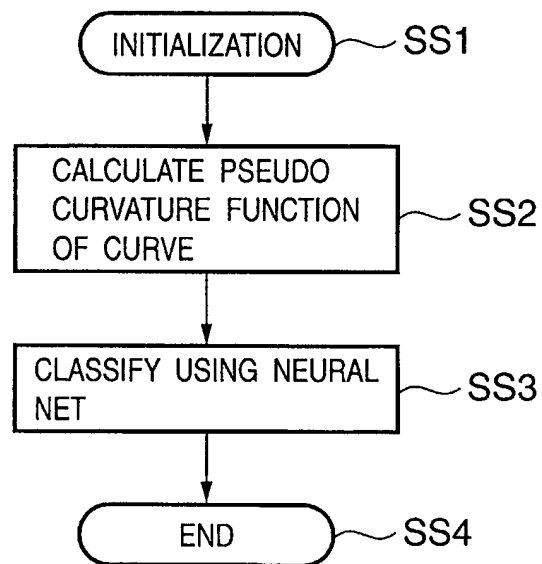 INITIALIZATION SS1
CALCULATE PSEUDO
CURVATURE FUNCTION
OF CURVE
SS2
CLASSIFY USING NEURAL
NET
SS3
END SS4